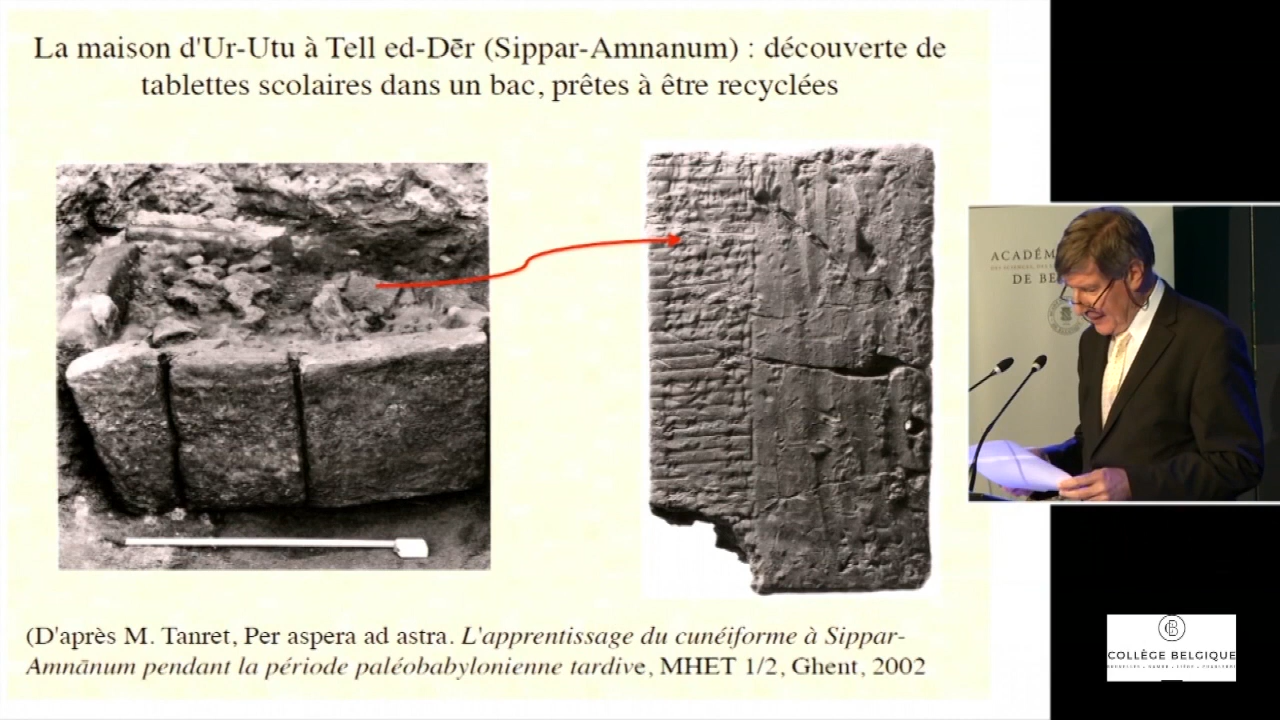 La maison d'Ur-Utu à Tell ed-Dēr (Sippar-Amnanum) : découverte de
tablettes scolaires dans un bac, prêtes à être recyclées
ACADÉM
DE BE
(D'après M. Tanret, Per aspera ad astra. L'apprentissage du cunéiforme à Sippar-
Amnānum pendant la période paléobabylonienne tardive, MHET 1/2, Ghent, 2002
COLLÈGE BELGIQUE